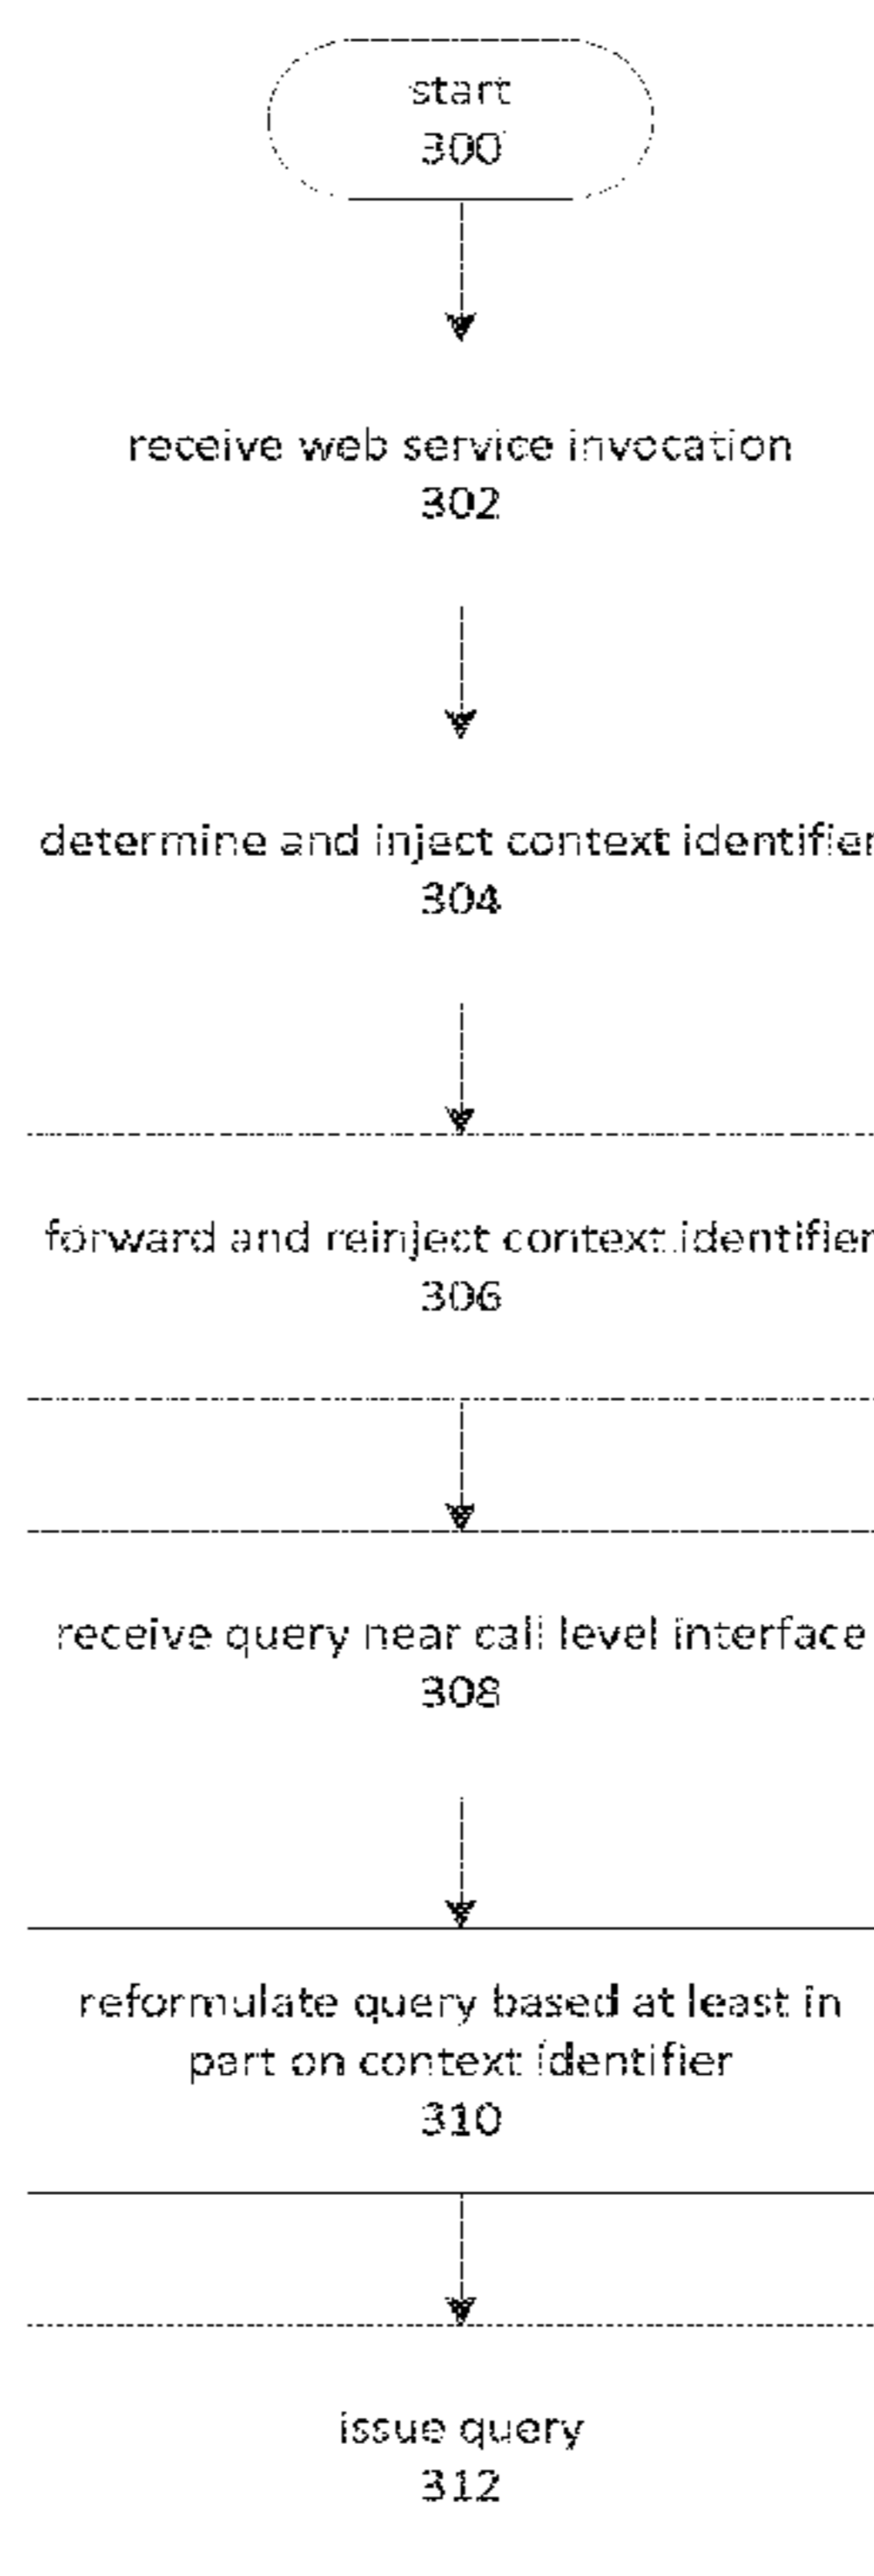 start
300
receive web service invocation
302
determine and inject context identifier
304
forward and reinject context identifier
306
receive query near call level interface
308
reformulate query based at least in
part on context identifier
310
issue query
312